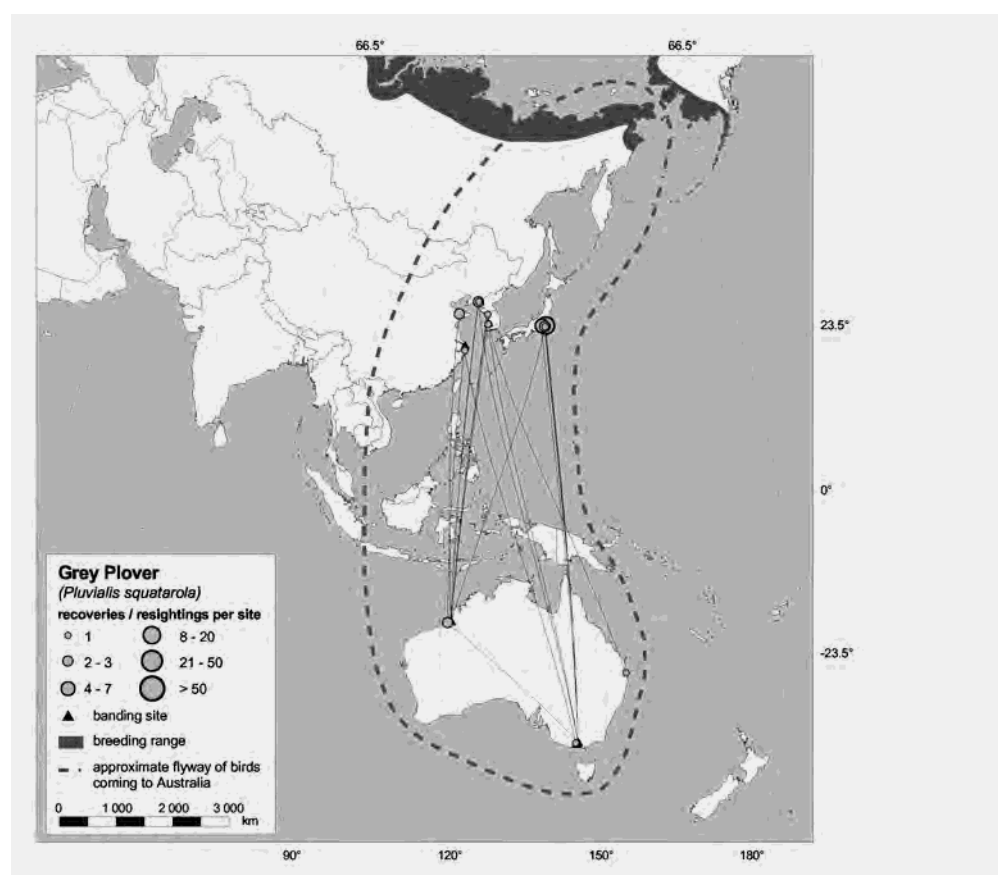 66.5° 66.5°
23.5°
0°
-23.5°
Grey Plover
(Pluvialis squatarola)
recoveries / resightings per site
1 8 - 20
2 - 3 21 - 50
4 - 7 > 50
banding site
breeding range
approximate flyway of birds
coming to Australia
0 1 000 2 000 3 000
km
90° 120° 150° 180°